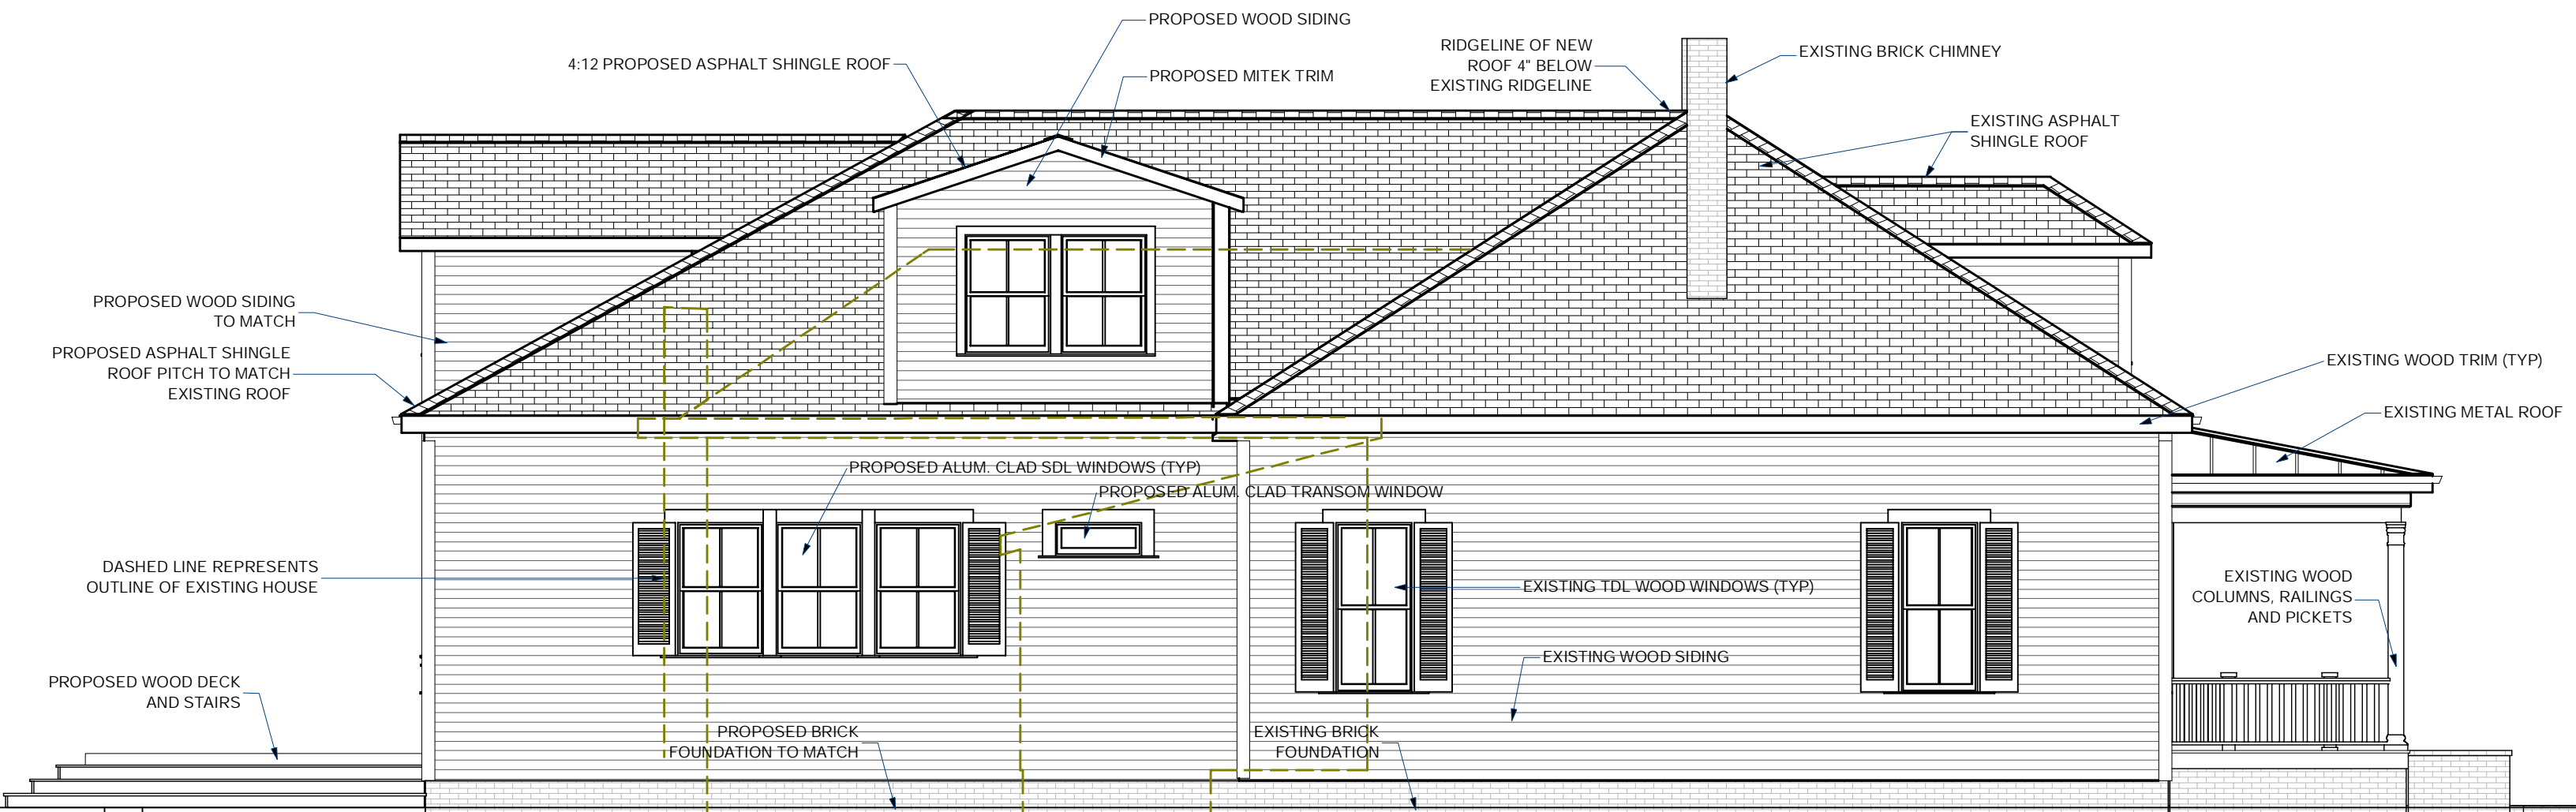 PROPOSED WOOD SIDING
4:12 PROPOSED ASPHALT SHINGLE ROOF
PROPOSED MITEK TRIM
RIDGELINE OF NEW
ROOF 4" BELOW
EXISTING RIDGELINE
EXISTING BRICK CHIMNEY
EXISTING ASPHALT
SHINGLE ROOF
PROPOSED WOOD SIDING
TO MATCH
PROPOSED ASPHALT SHINGLE
ROOF PITCH TO MATCH
EXISTING ROOF
EXISTING WOOD TRIM (TYP)
EXISTING METAL ROOF
PROPOSED ALUM. CLAD SDL WINDOWS (TYP)
PROPOSED ALUM. CLAD TRANSOM WINDOW
DASHED LINE REPRESENTS
OUTLINE OF EXISTING HOUSE
EXISTING TDL WOOD WINDOWS (TYP)
EXISTING WOOD
COLUMNS, RAILINGS
AND PICKETS
EXISTING WOOD SIDING
PROPOSED WOOD DECK
AND STAIRS
PROPOSED BRICK
FOUNDATION TO MATCH
EXISTING BRICK
FOUNDATION